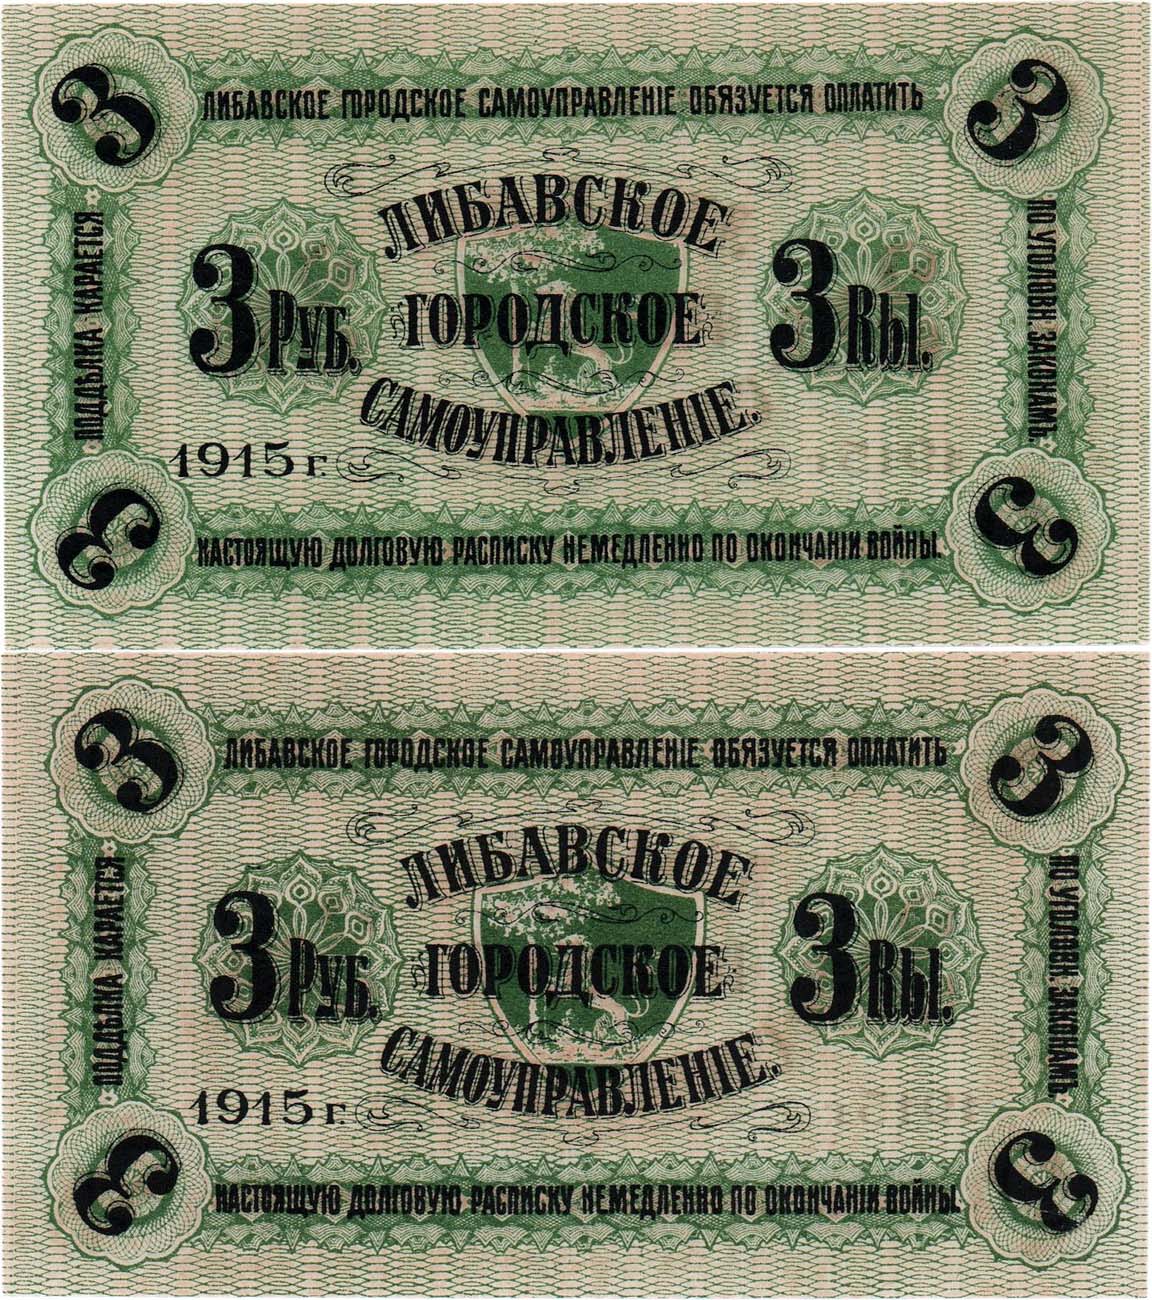 3
3
ЛИБАВСКОЕ ГОРОДСКОЕ САМОУПРАВЛЕНІЕ ОБЯЗУЕТСЯ ОПЛАТИТЬ
ПОДДѢЛКА КАРАЕТСЯ
ПО УГОЛОВН ЗАКОНАМЪ.
ЛИБАВСКОЕ
3 РУБ.
ГОРОДСКОЕ
3 RЫ.
САМОУПРАВЛЕНІЕ.
1915 г.
НАСТОЯЩУЮ ДОЛГОВУЮ РАСПИСКУ НЕМЕДЛЕННО ПО ОКОНЧАНІИ ВОЙНЫ.
3
3
3
3
ЛИБАВСКОЕ ГОРОДСКОЕ САМОУПРАВЛЕНІЕ ОБЯЗУЕТСЯ ОПЛАТИТЬ
ПОДДѢЛКА КАРАЕТСЯ
ПО УГОЛОВН ЗАКОНАМЪ.
ЛИБАВСКОЕ
3 РУБ.
ГОРОДСКОЕ
3 RЫ.
САМОУПРАВЛЕНІЕ.
1915 г.
НАСТОЯЩУЮ ДОЛГОВУЮ РАСПИСКУ НЕМЕДЛЕННО ПО ОКОНЧАНІИ ВОЙНЫ.
3
3